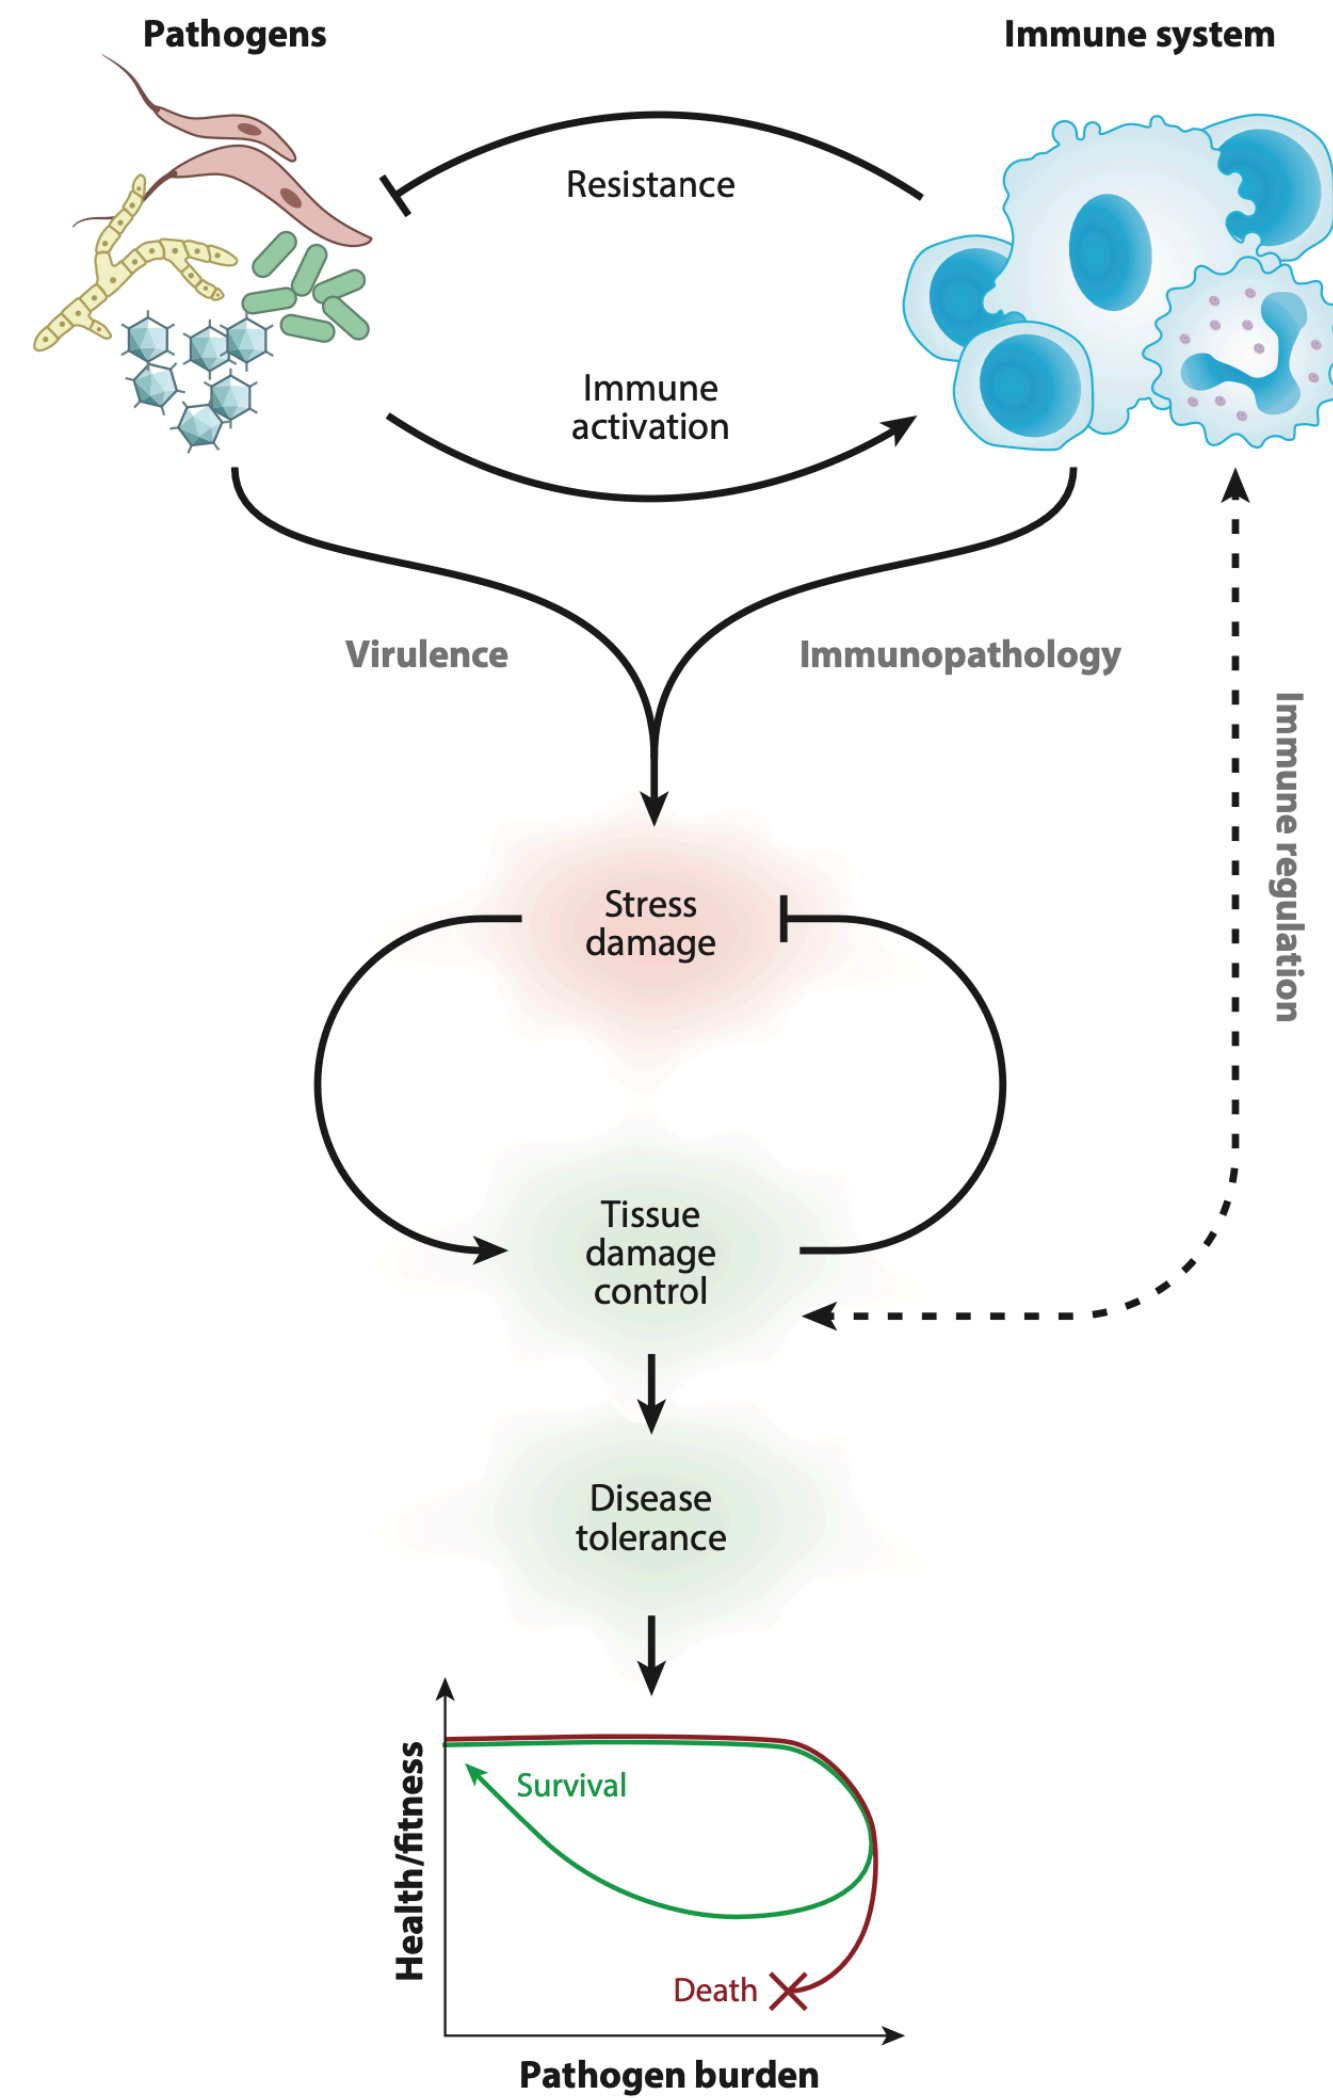 Pathogens
Immune system
Resistance
Immune
activation
Virulence
Immunopathology
Immune regulation
Stress
damage
Tissue
damage
control
Disease
tolerance
Health/fitness
Survival
Death
Pathogen burden